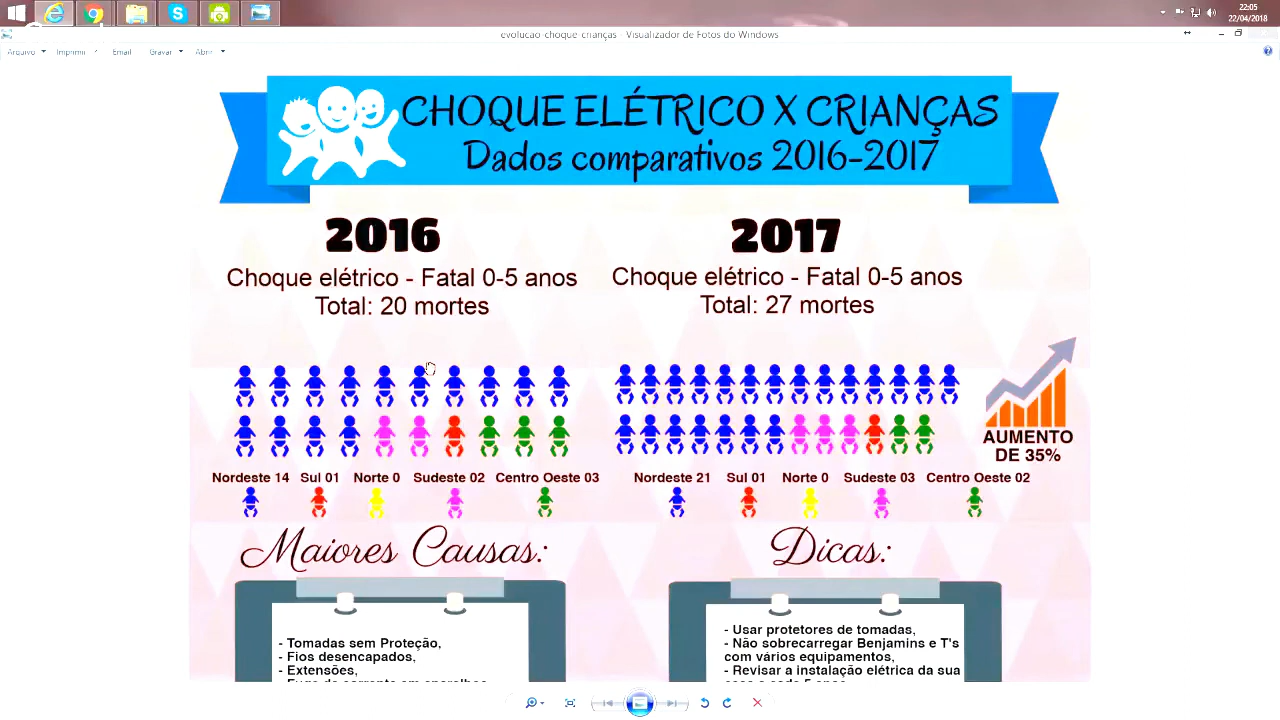 22:05
22/04/2018
evolucao-choque-crianças - Visualizador de Fotos do Windows
Arquivo Imprimir Email Gravar Abrir
CHOQUE ELÉTRICO X CRIANÇAS
Dados comparativos 2016-2017
2016
Choque elétrico - Fatal 0-5 anos
Total: 20 mortes
2017
Choque elétrico - Fatal 0-5 anos
Total: 27 mortes
AUMENTO
DE 35%
Nordeste 14 Sul 01 Norte 0 Sudeste 02 Centro Oeste 03
Nordeste 21 Sul 01 Norte 0 Sudeste 03 Centro Oeste 02
Maiores Causas:
- Tomadas sem Proteção,
- Fios desencapados,
- Extensões,
Dicas:
- Usar protetores de tomadas,
- Não sobrecarregar Benjamins e T's
com vários equipamentos,
- Revisar a instalação elétrica da sua